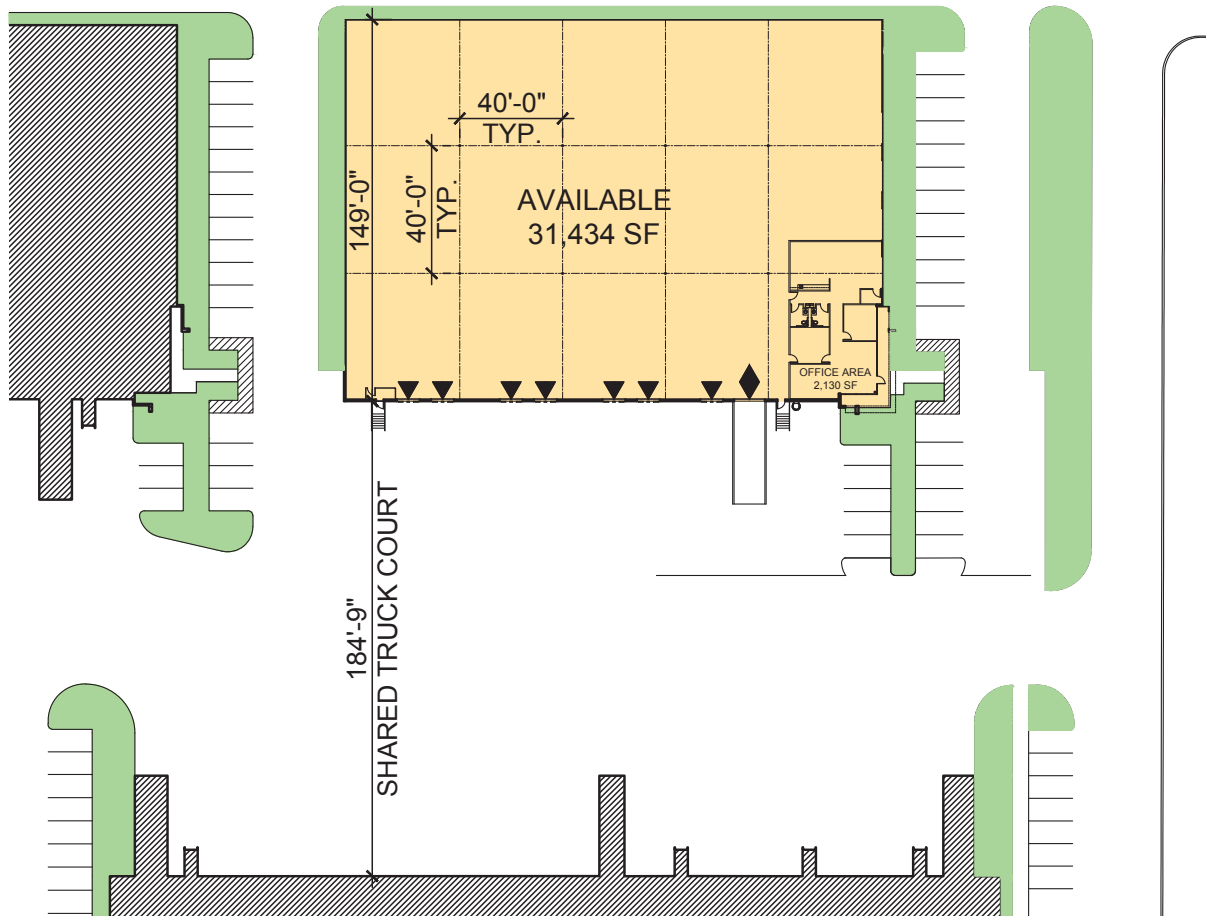 40'-0"
TYP.
149'-0"
40'-0"
TYP.
AVAILABLE
31,434 SF
OFFICE AREA
2,130 SF
184'-9"
SHARED TRUCK COURT